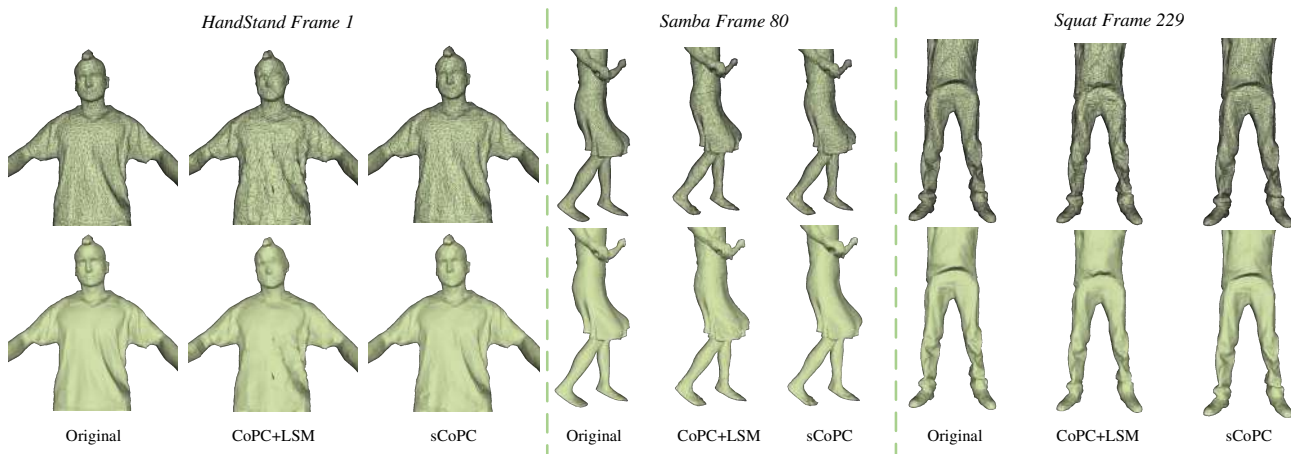 HandStand Frame 1
Samba Frame 80
Squat Frame 229
Original CoPC+LSM sCoPC
Original CoPC+LSM sCoPC
Original CoPC+LSM sCoPC